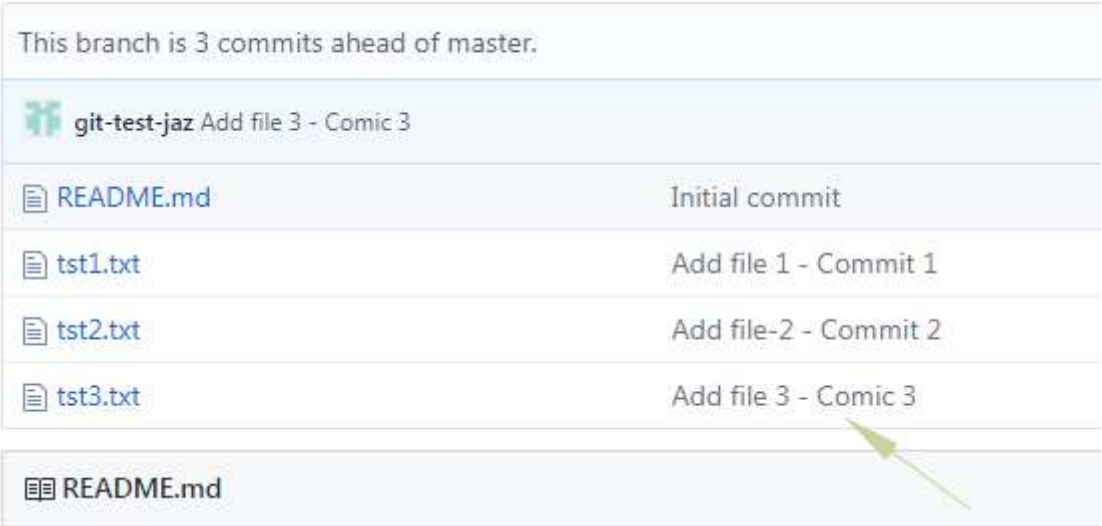 This branch is 3 commits ahead of master.
git-test-jaz Add file 3 - Comic 3
README.md Initial commit
tst1.txt Add file 1 - Commit 1
tst2.txt Add file-2 - Commit 2
tst3.txt Add file 3 - Comic 3
README.md